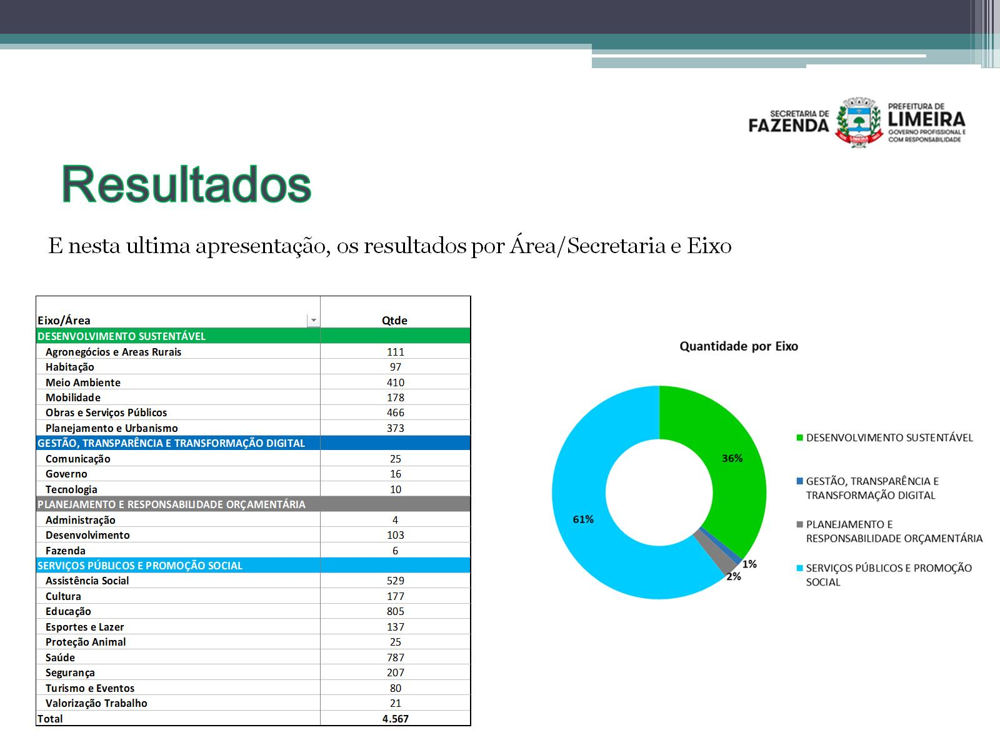 SECRETARIA DE
FAZENDA
PREFEITURA DE
LIMEIRA
GOVERNO PROFISSIONAL E
COM RESPONSABILIDADE
LIMEIRA
Resultados
E nesta ultima apresentação, os resultados por Área/Secretaria e Eixo
Eixo/Área Qtde
DESENVOLVIMENTO SUSTENTÁVEL
Agronegócios e Areas Rurais 111
Habitação 97
Meio Ambiente 410
Mobilidade 178
Obras e Serviços Públicos 466
Planejamento e Urbanismo 373
GESTÃO, TRANSPARÊNCIA E TRANSFORMAÇÃO DIGITAL
Comunicação 25
Governo 16
Tecnologia 10
PLANEJAMENTO E RESPONSABILIDADE ORÇAMENTÁRIA
Administração 4
Desenvolvimento 103
Fazenda 6
SERVIÇOS PÚBLICOS E PROMOÇÃO SOCIAL
Assistência Social 529
Cultura 177
Educação 805
Esportes e Lazer 137
Proteção Animal 25
Saúde 787
Segurança 207
Turismo e Eventos 80
Valorização Trabalho 21
Total 4.567
Quantidade por Eixo
36%
61%
1%
2%
DESENVOLVIMENTO SUSTENTÁVEL
GESTÃO, TRANSPARÊNCIA E
TRANSFORMAÇÃO DIGITAL
PLANEJAMENTO E
RESPONSABILIDADE ORÇAMENTÁRIA
SERVIÇOS PÚBLICOS E PROMOÇÃO
SOCIAL